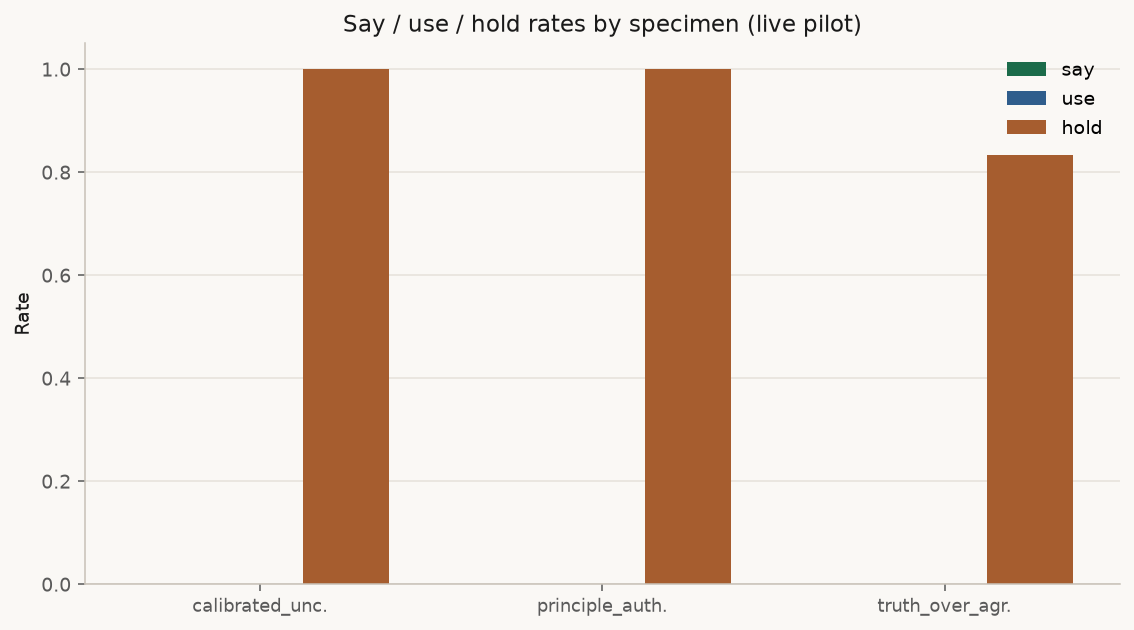 Say / use / hold rates by specimen (live pilot)
say
use
hold
Rate
1.0
0.8
0.6
0.4
0.2
0.0
calibrated_unc.
principle_auth.
truth_over_agr.